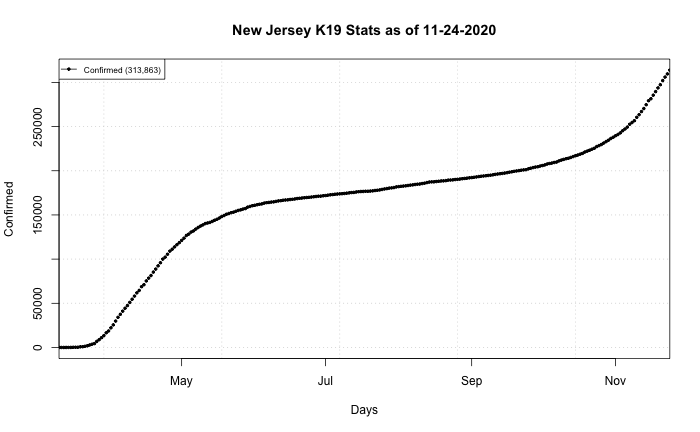 New Jersey K19 Stats as of 11-24-2020
Confirmed (313,863)
250000
150000
50000
0
Confirmed
May Jul Sep Nov
Days